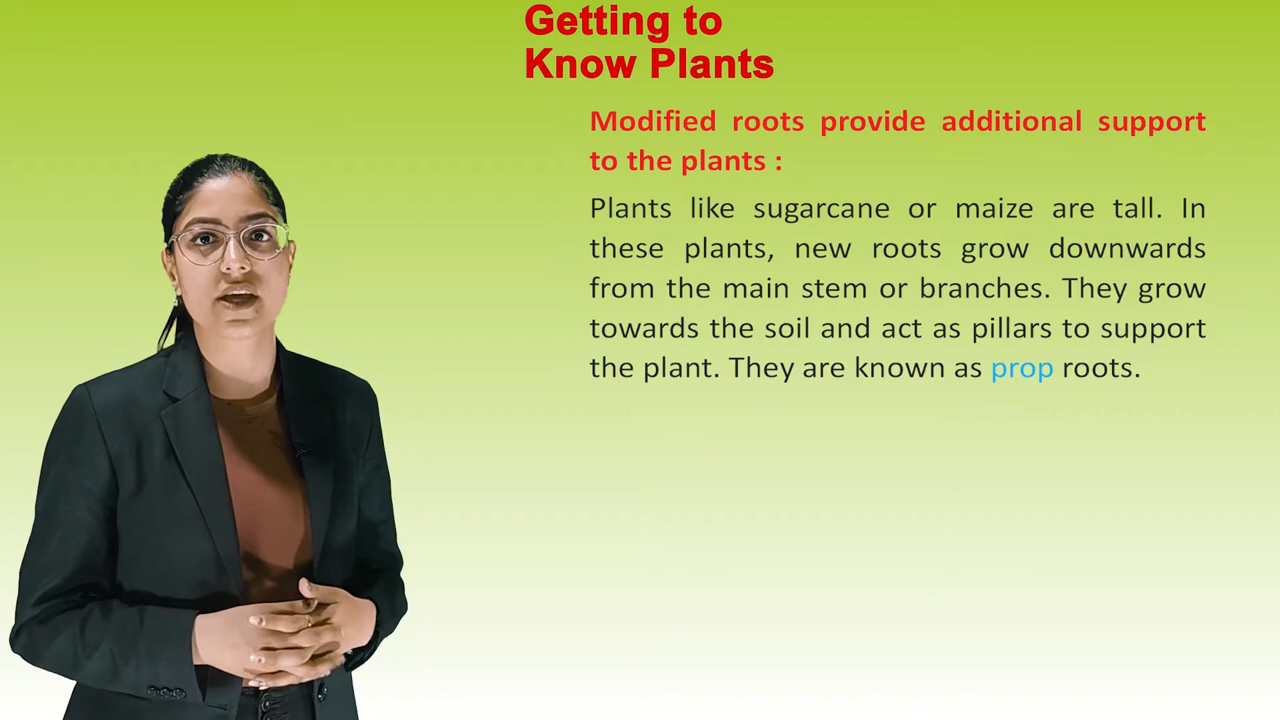 Getting to
Know Plants
Modified roots provide additional support
to the plants :
Plants like sugarcane or maize are tall. In
these plants, new roots grow downwards
from the main stem or branches. They grow
towards the soil and act as pillars to support
the plant. They are known as prop roots.